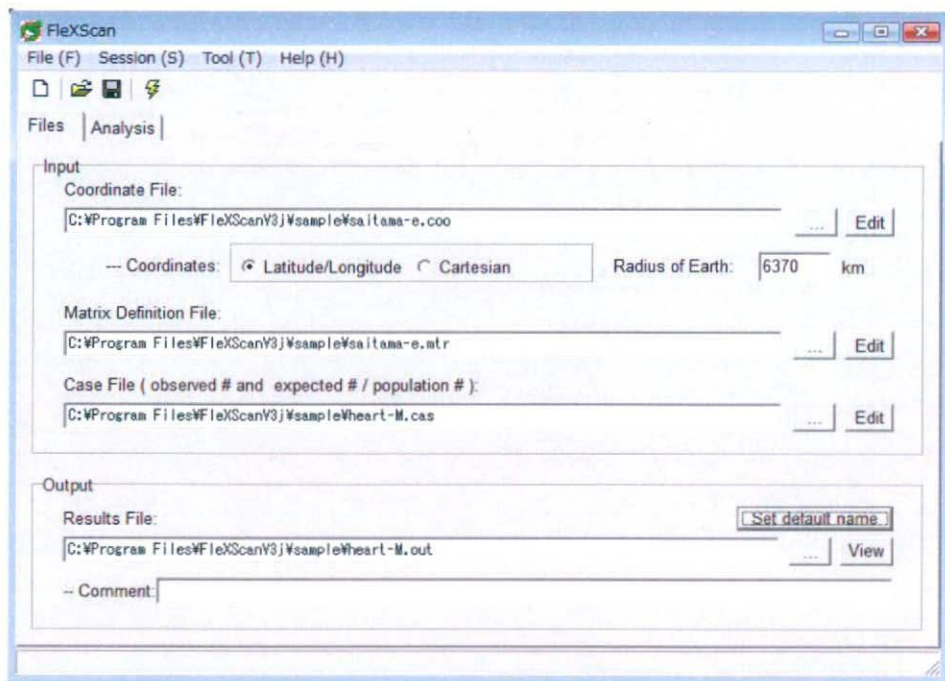 FleXScan
File (F) Session (S) Tool (T) Help (H)
Files Analysis
Input
Coordinate File:
C:¥Program Files¥FleXScanV3j¥sample¥saitama-e.coo ... Edit
--- Coordinates: Latitude/Longitude Cartesian Radius of Earth: 6370 km
Matrix Definition File:
C:¥Program Files¥FleXScanV3j¥sample¥saitama-e.mtr ... Edit
Case File ( observed # and expected # / population # ):
C:¥Program Files¥FleXScanV3j¥sample¥heart-M.cas ... Edit
Output
Results File: Set default name
C:¥Program Files¥FleXScanV3j¥sample¥heart-M.out ... View
-- Comment: